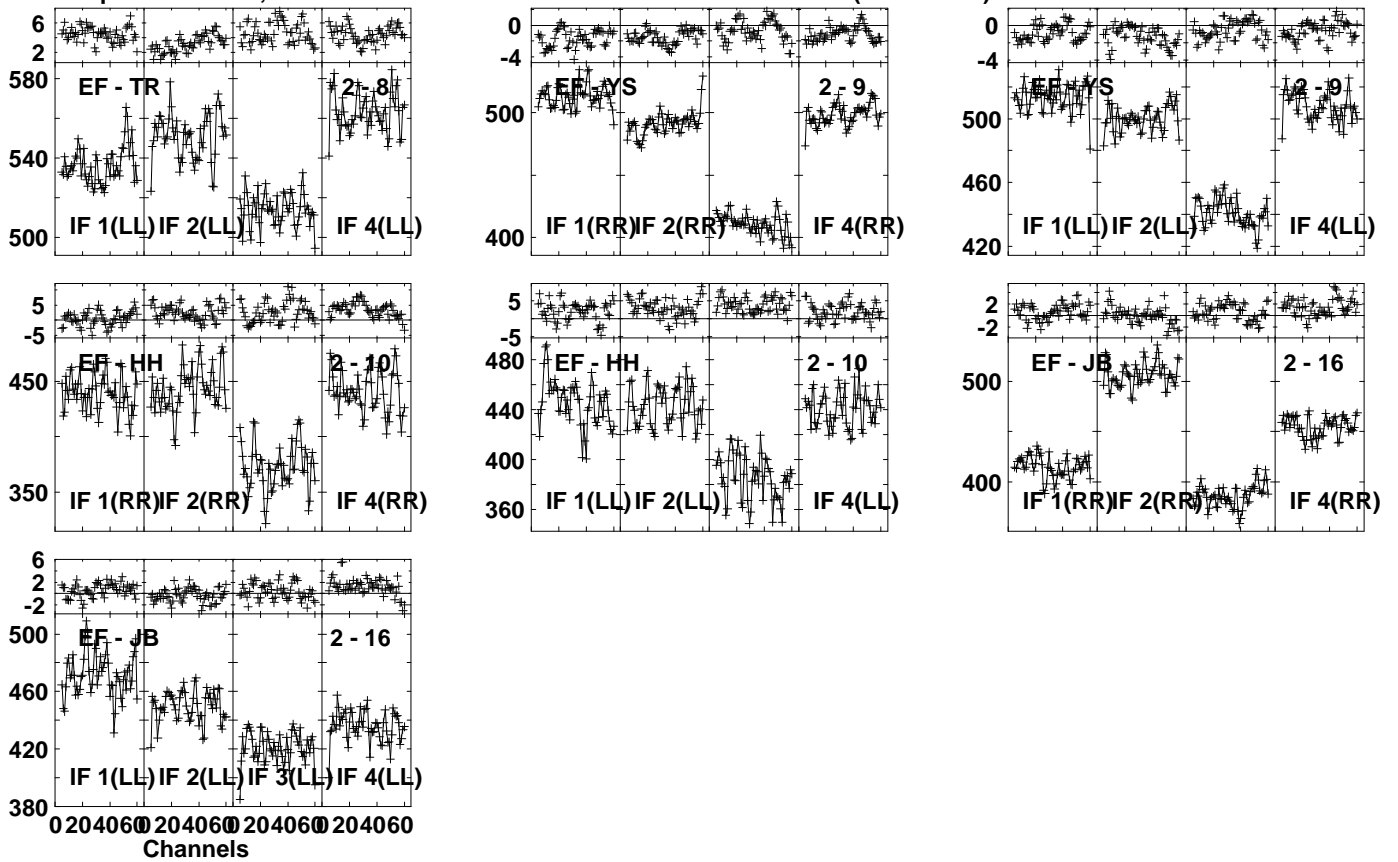 6
2
580
EF - TR
2 - 8
540
500
IF 1(LL) IF 2(LL) IF 4(LL)
0
-4
EF - YS
2 - 9
500
400
IF 1(RR) IF 2(RR) IF 4(RR)
0
-4
EF - YS
2 - 9
500
460
420
IF 1(LL) IF 2(LL) IF 4(LL)
5
-5
EF - HH
2 - 10
450
350
IF 1(RR) IF 2(RR) IF 4(RR)
5
-5
480
EF - HH
2 - 10
440
400
360
IF 1(LL) IF 2(LL) IF 4(LL)
2
-2
EF - JB
2 - 16
500
400
IF 1(RR) IF 2(RR) IF 4(RR)
6
2
-2
500
EF - JB
2 - 16
460
420
380
IF 1(LL) IF 2(LL) IF 3(LL) IF 4(LL)
0 20 40 60 0 20 40 60 0 20 40 60 0 20 40 60
Channels